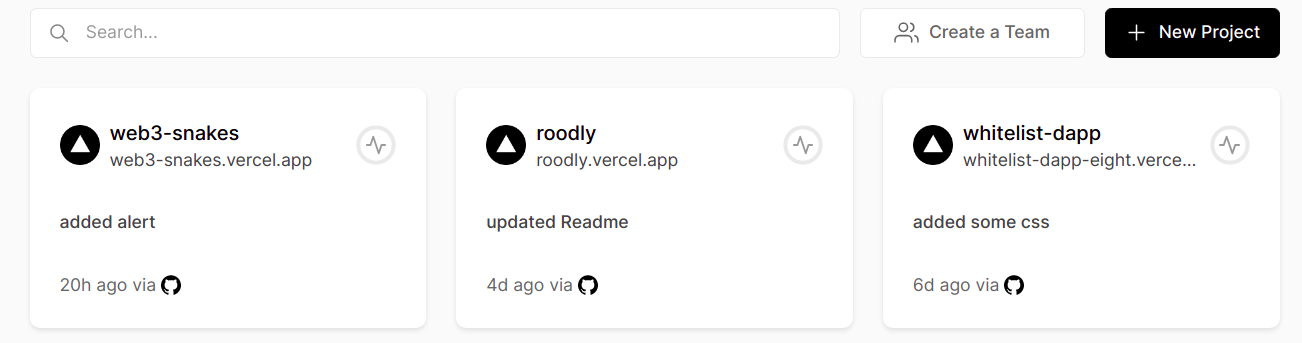 Search...
Create a Team
New Project
web3-snakes
web3-snakes.vercel.app
added alert
20h ago via
roodly
roodly.vercel.app
updated Readme
4d ago via
whitelist-dapp
whitelist-dapp-eight.verce...
added some css
6d ago via